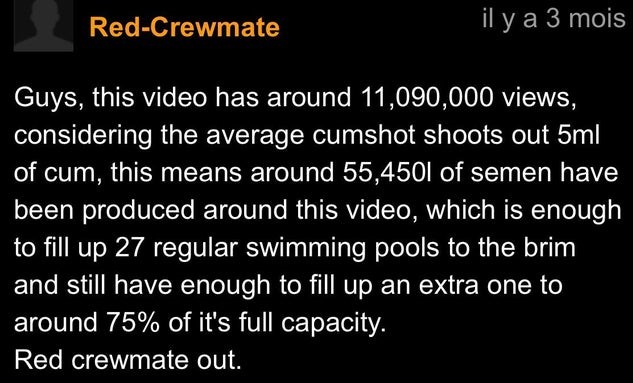 Red-Crewmate
il y a 3 mois
Guys, this video has around 11,090,000 views,
considering the average cumshot shoots out 5ml
of cum, this means around 55,450l of semen have
been produced around this video, which is enough
to fill up 27 regular swimming pools to the brim
and still have enough to fill up an extra one to
around 75% of it's full capacity.
Red crewmate out.